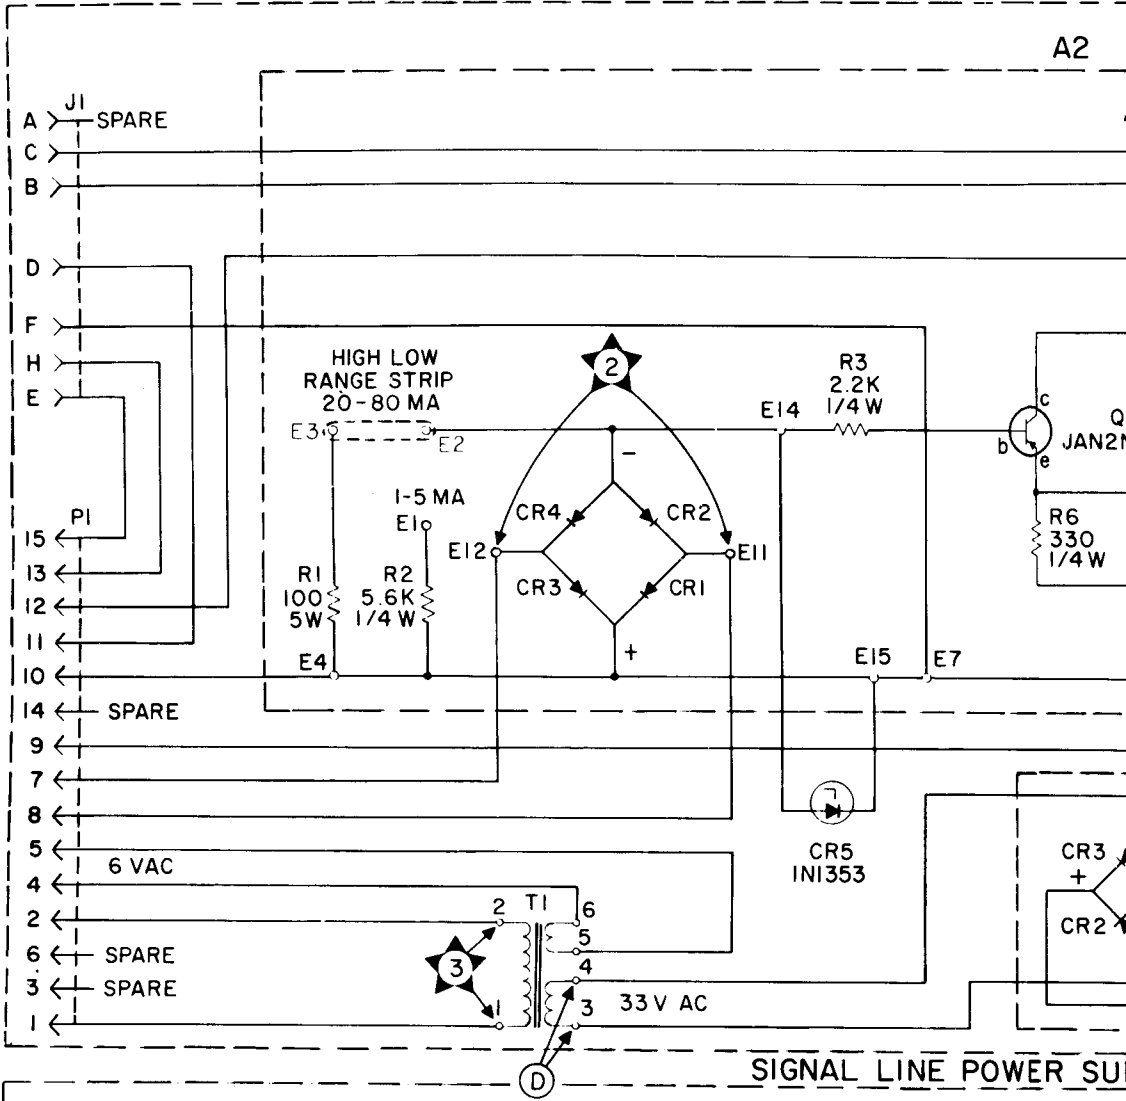 A2
J1
A SPARE
C
B
D
F
H
E
HIGH LOW
RANGE STRIP
20-80 MA
E3 E2
2
R3
2.2K
1/4 W
E14
c
b
e
Q
JAN2N
1-5 MA
E1
CR4 CR2
E12 E11
CR3 CR1
R1
100
5W
R2
5.6K
1/4 W
R6
330
1/4 W
-
+
E4
E15 E7
P1
15
13
12
11
10
14 SPARE
9
7
8
5
6 VAC
4
2
6 SPARE
3 SPARE
1
CR5
1N1353
2 T1 6
5
4
3
1
3
33 V AC
D
CR3
+
CR2
SIGNAL LINE POWER SU